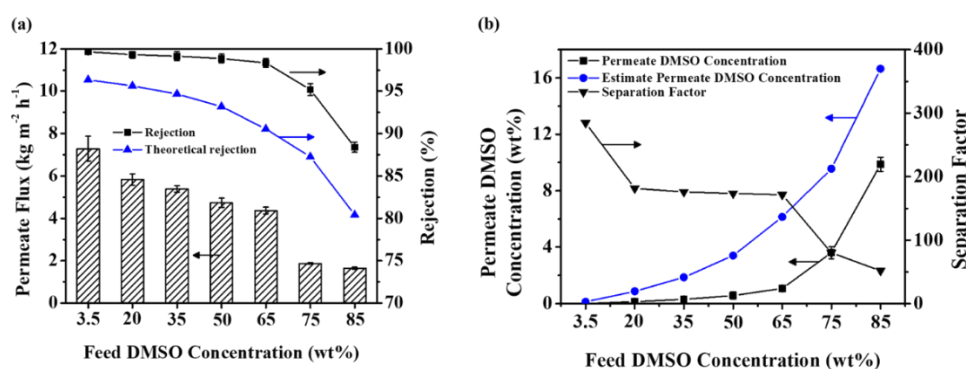 (a)
12
10
8
6
4
2
0
Permeate Flux (kg m⁻² h⁻¹)
100
95
90
85
80
75
70
Rejection (%)
Rejection
Theoretical rejection
3.5 20 35 50 65 75 85
Feed DMSO Concentration (wt%)
(b)
16
12
8
4
0
Permeate DMSO
Concentration (wt%)
400
300
200
100
0
Separation Factor
Permeate DMSO Concentration
Estimate Permeate DMSO Concentration
Separation Factor
3.5 20 35 50 65 75 85
Feed DMSO Concentration (wt%)